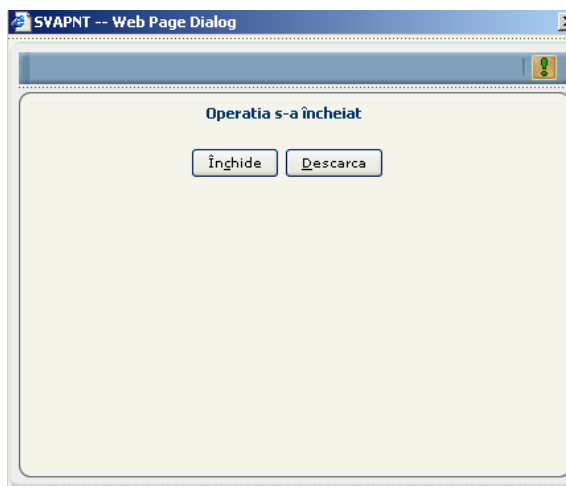 SVAPNT -- Web Page Dialog
Operatia s-a încheiat
Închide Descarca